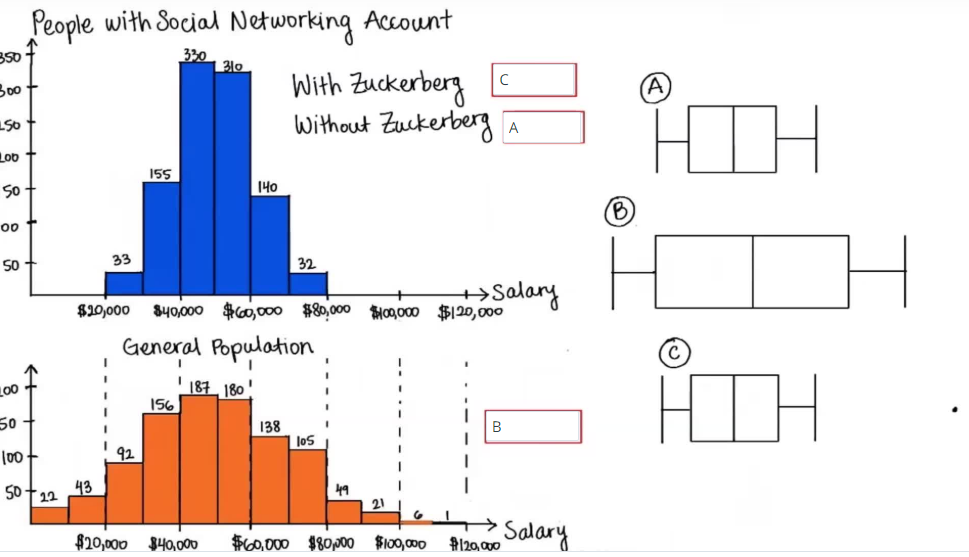 People with Social Networking Account
350
330
310
300
With Zuckerberg
C
A
Without Zuckerberg
A
250
200
155
140
150
B
100
33
32
50
Salary
$20,000 $40,000 $60,000 $80,000 $100,000 $120,000
General Population
C
200
187 180
156
150
138
B
105
92
100
49
43
50
22
21
6 1
Salary
$20,000 $40,000 $60,000 $80,000 $100,000 $120,000